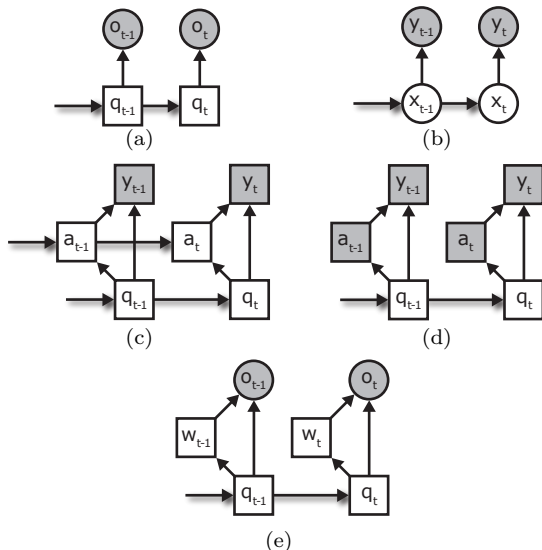 o_{t-1} o_t y_{t-1} y_t
q_{t-1} q_t x_{t-1} x_t
(a) (b)
y_{t-1} y_t y_{t-1} y_t
a_{t-1} a_t a_{t-1} a_t
q_{t-1} q_t q_{t-1} q_t
(c) (d)
o_{t-1} o_t
w_{t-1} w_t
q_{t-1} q_t
(e)